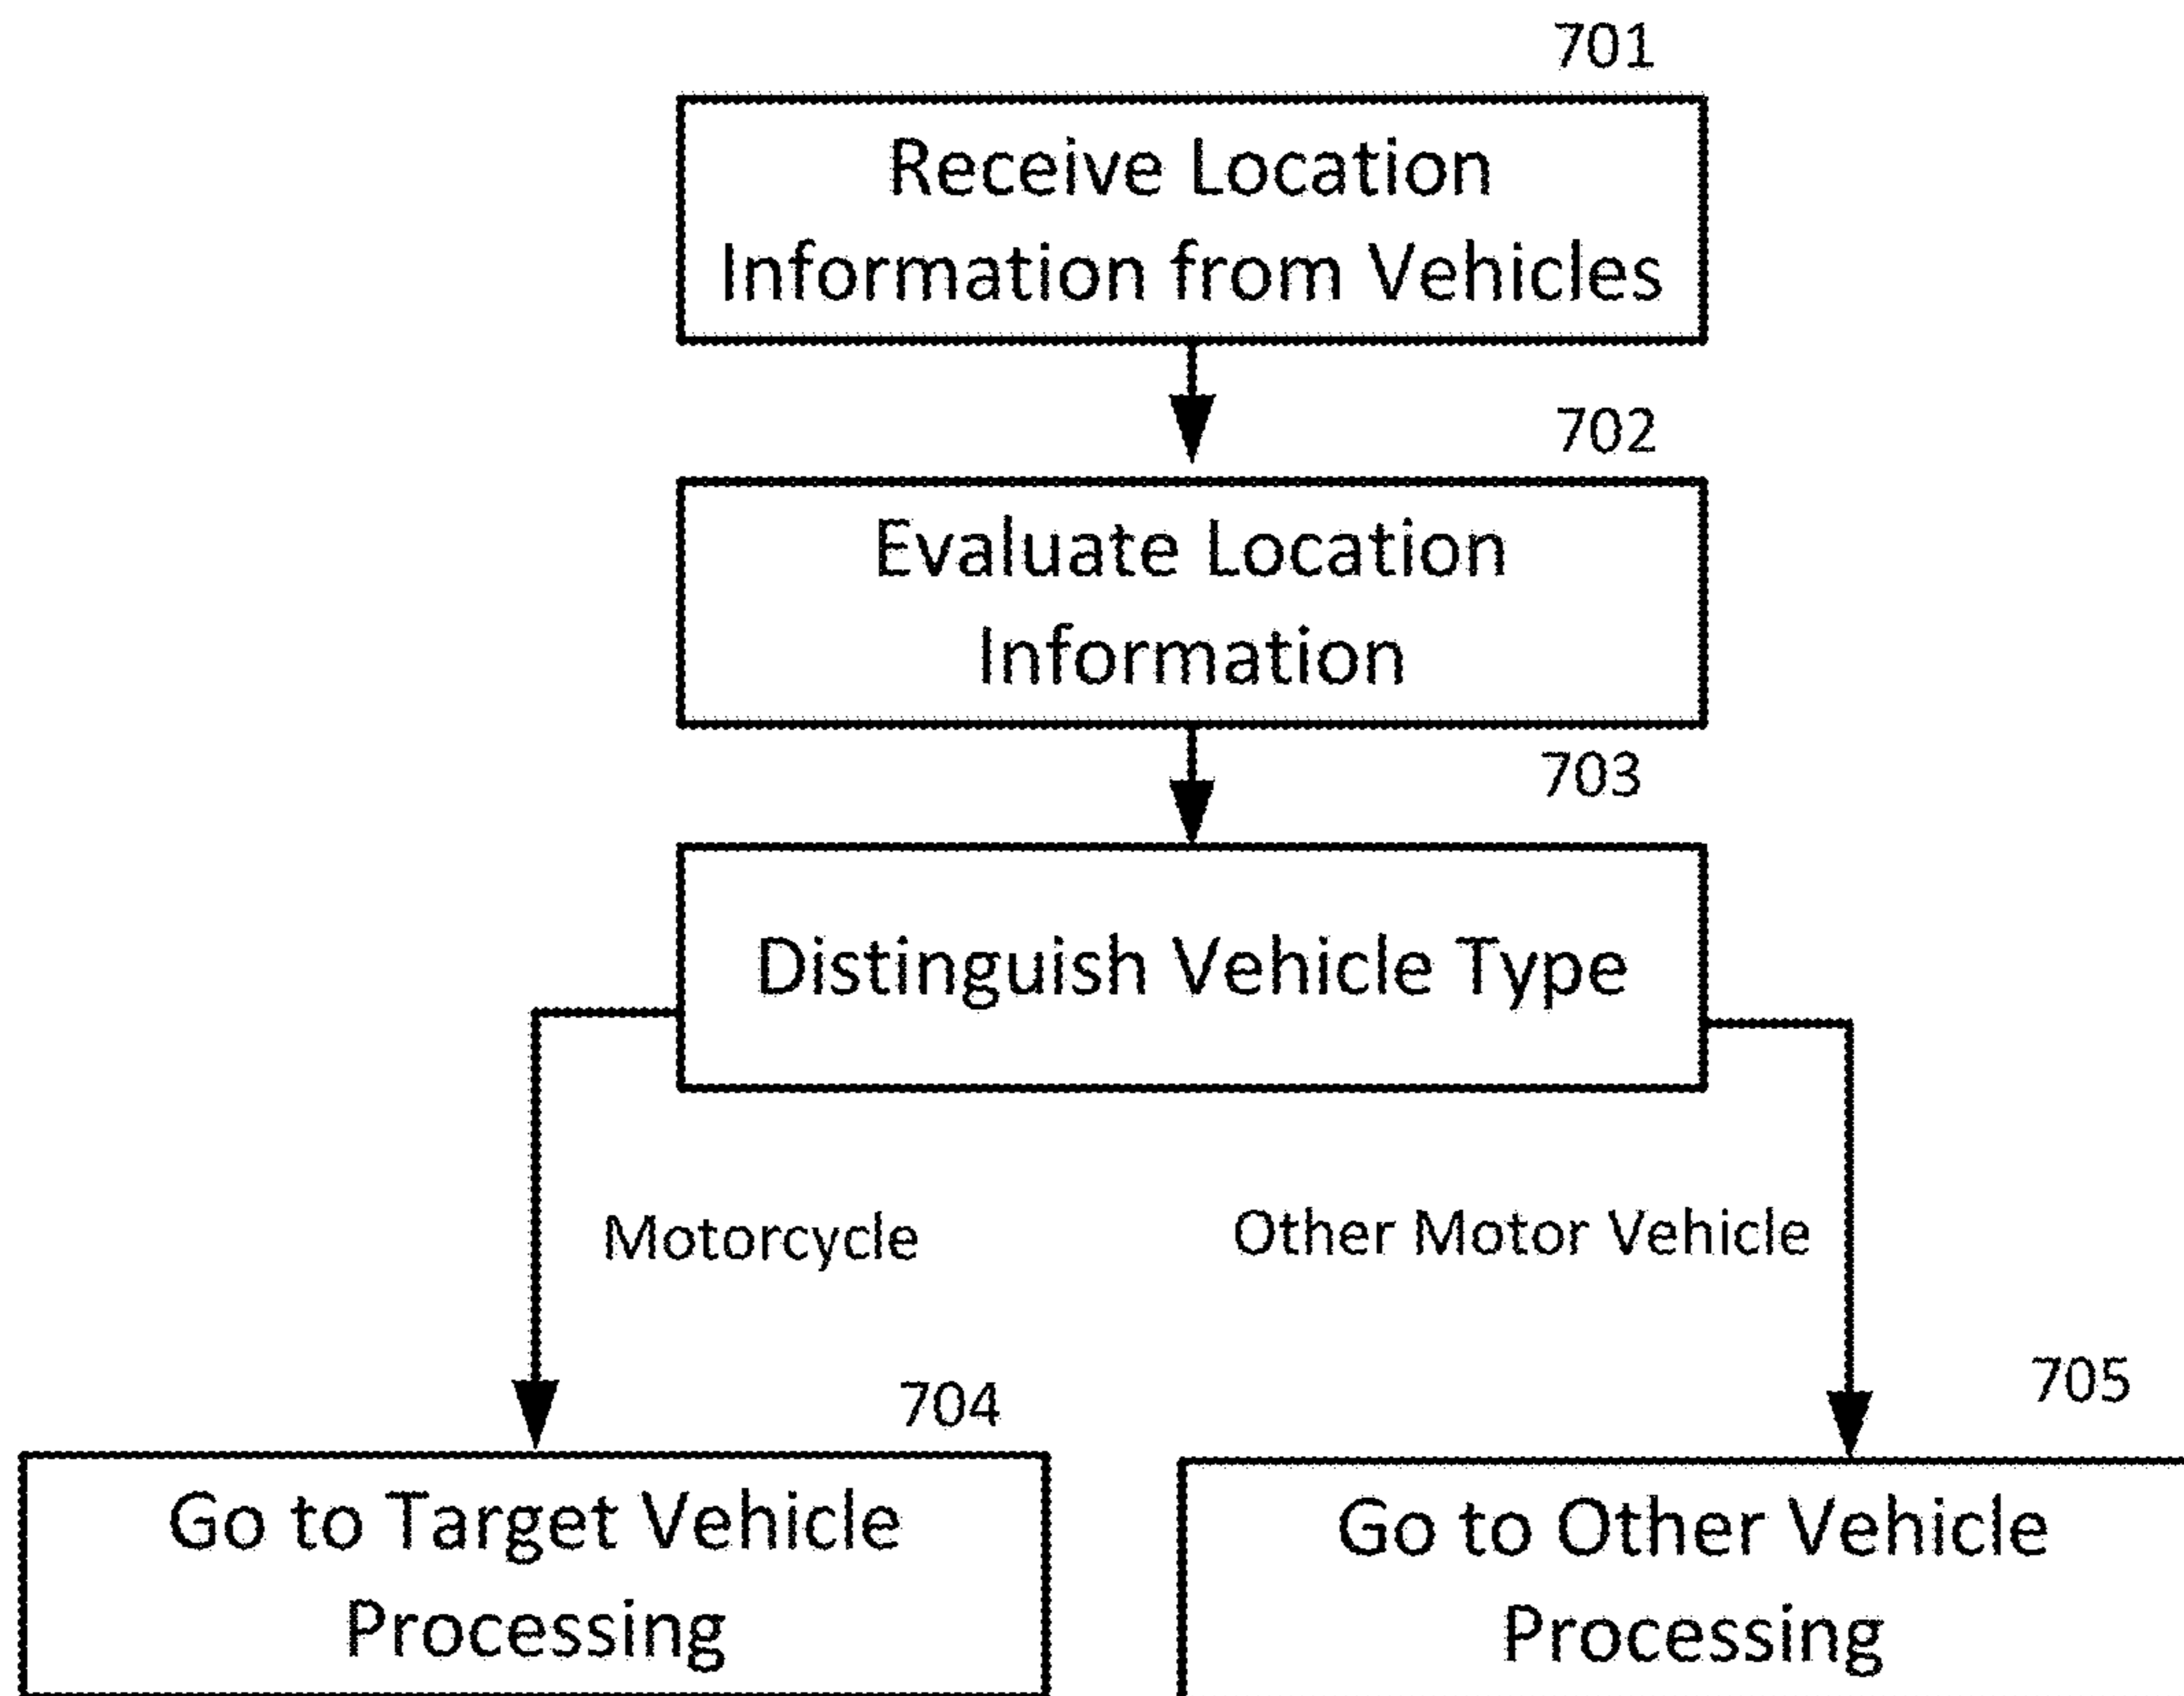 701
Receive Location
Information from Vehicles
702
Evaluate Location
Information
703
Distinguish Vehicle Type
Motorcycle
Other Motor Vehicle
704
705
Go to Target Vehicle
Processing
Go to Other Vehicle
Processing